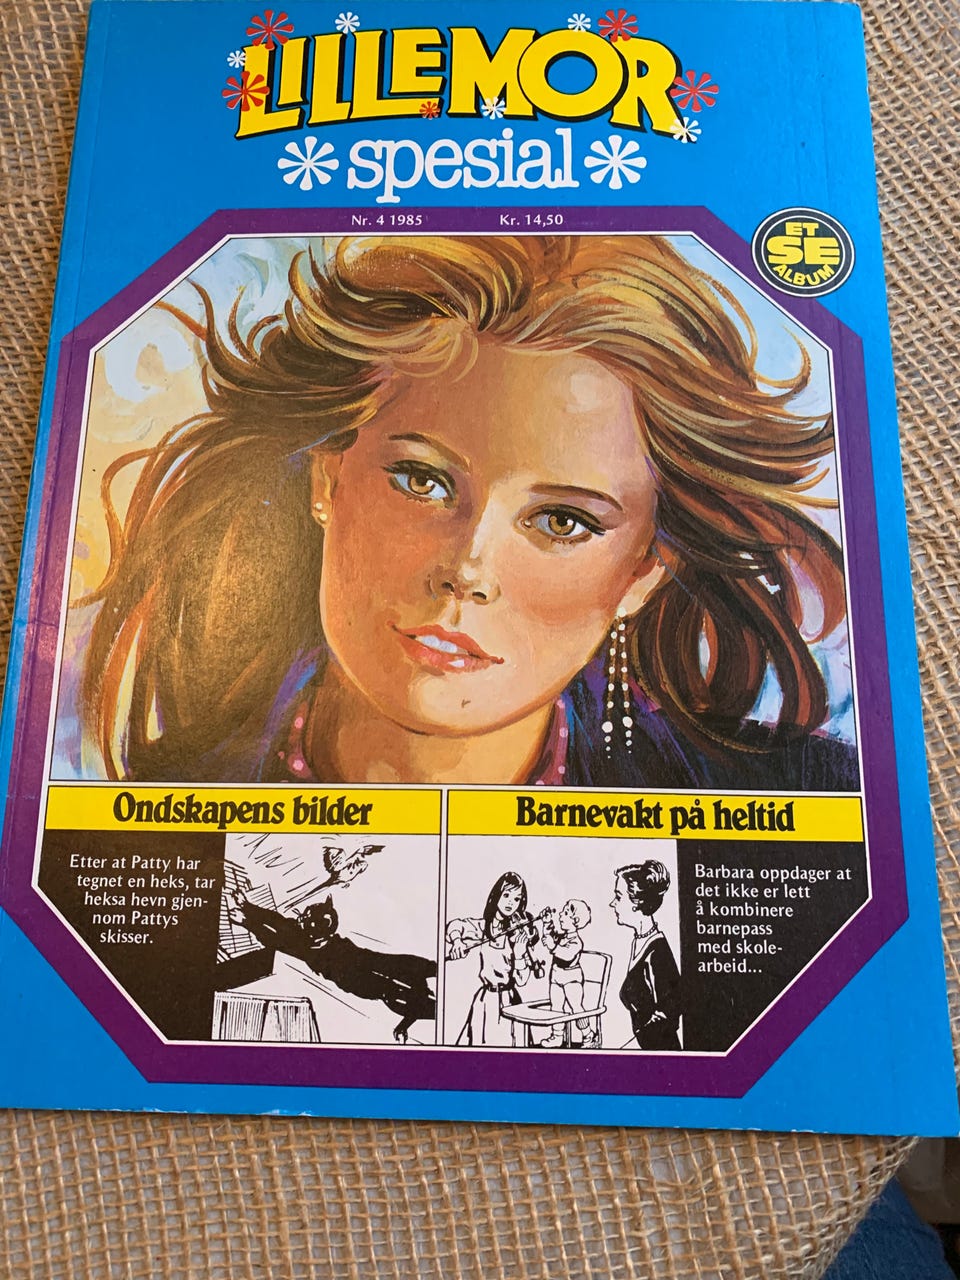 LILLEMOR
spesial
Nr. 4 1985 Kr. 14,50
ET
SE
ALBUM
Ondskapens bilder
Etter at Patty har
tegnet en heks, tar
heksa hevn gjen-
nom Pattys
skisser.
Barnevakt på heltid
Barbara oppdager at
det ikke er lett
å kombinere
barnepass
med skole-
arbeid...